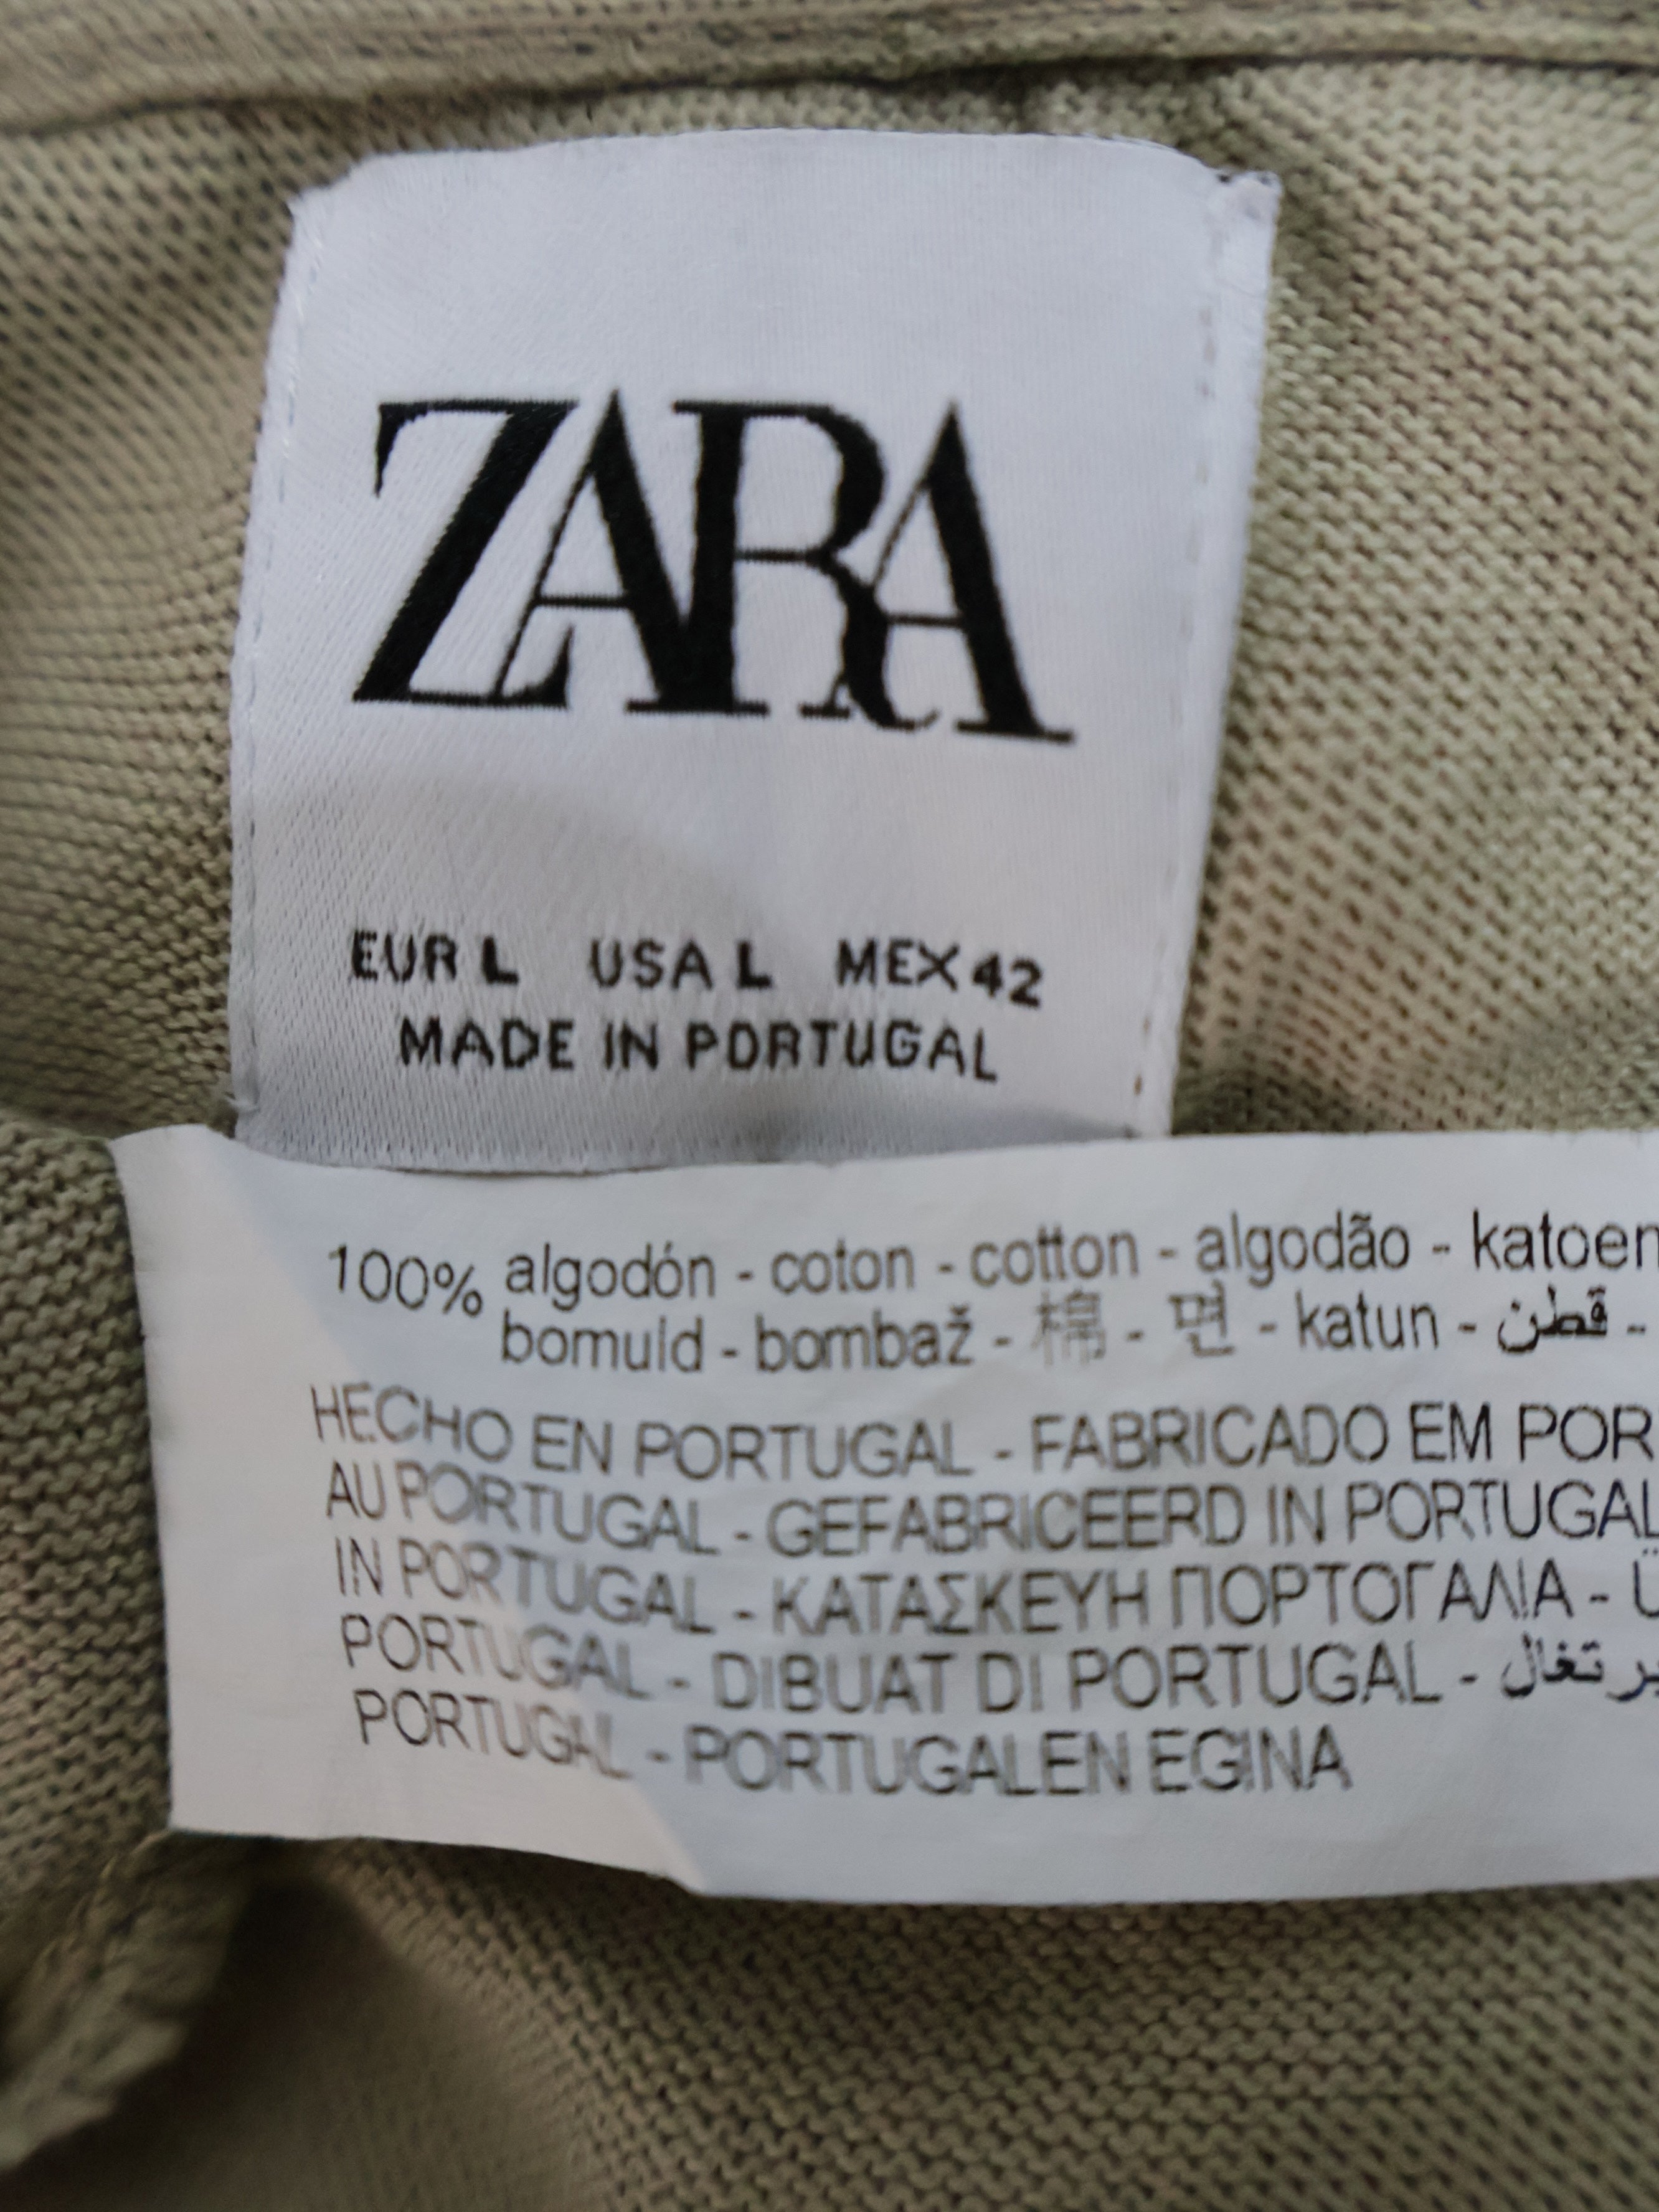 ZARA
EUR L USA L MEX 42
MADE IN PORTUGAL
100% algodón - coton - cotton - algodão - katoen
bomuld - bombaž - 棉 - 면 - katun - قطن -
HECHO EN PORTUGAL - FABRICADO EM POR
AU PORTUGAL - GEFABRICEERD IN PORTUGAL
IN PORTUGAL - ΚΑΤΑΣΚΕΥΗ ΠΟΡΤΟΓΑΛΙΑ -
PORTUGAL - DIBUAT DI PORTUGAL -
PORTUGAL - PORTUGALEN EGINA